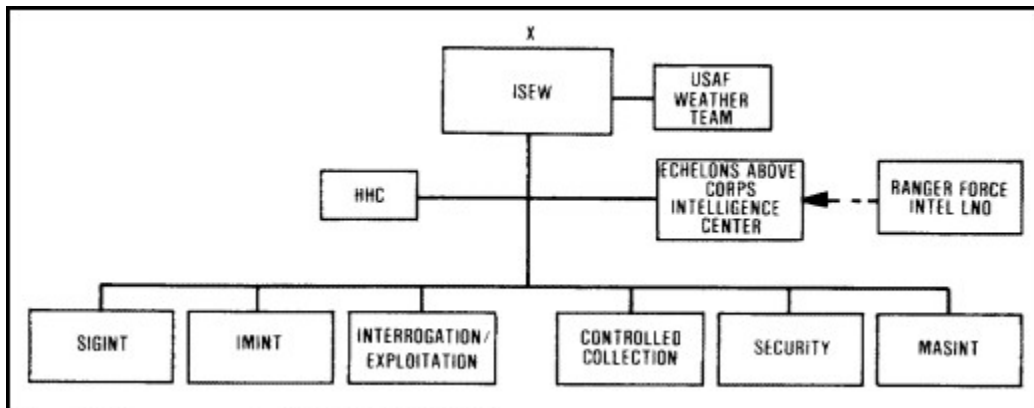 X
ISEW
USAF
WEATHER
TEAM
HHC
ECHELONS ABOVE
CORPS
INTELLIGENCE
CENTER
RANGER FORCE
INTEL LNO
SIGINT
IMINT
INTERROGATION/
EXPLOITATION
CONTROLLED
COLLECTION
SECURITY
MASINT